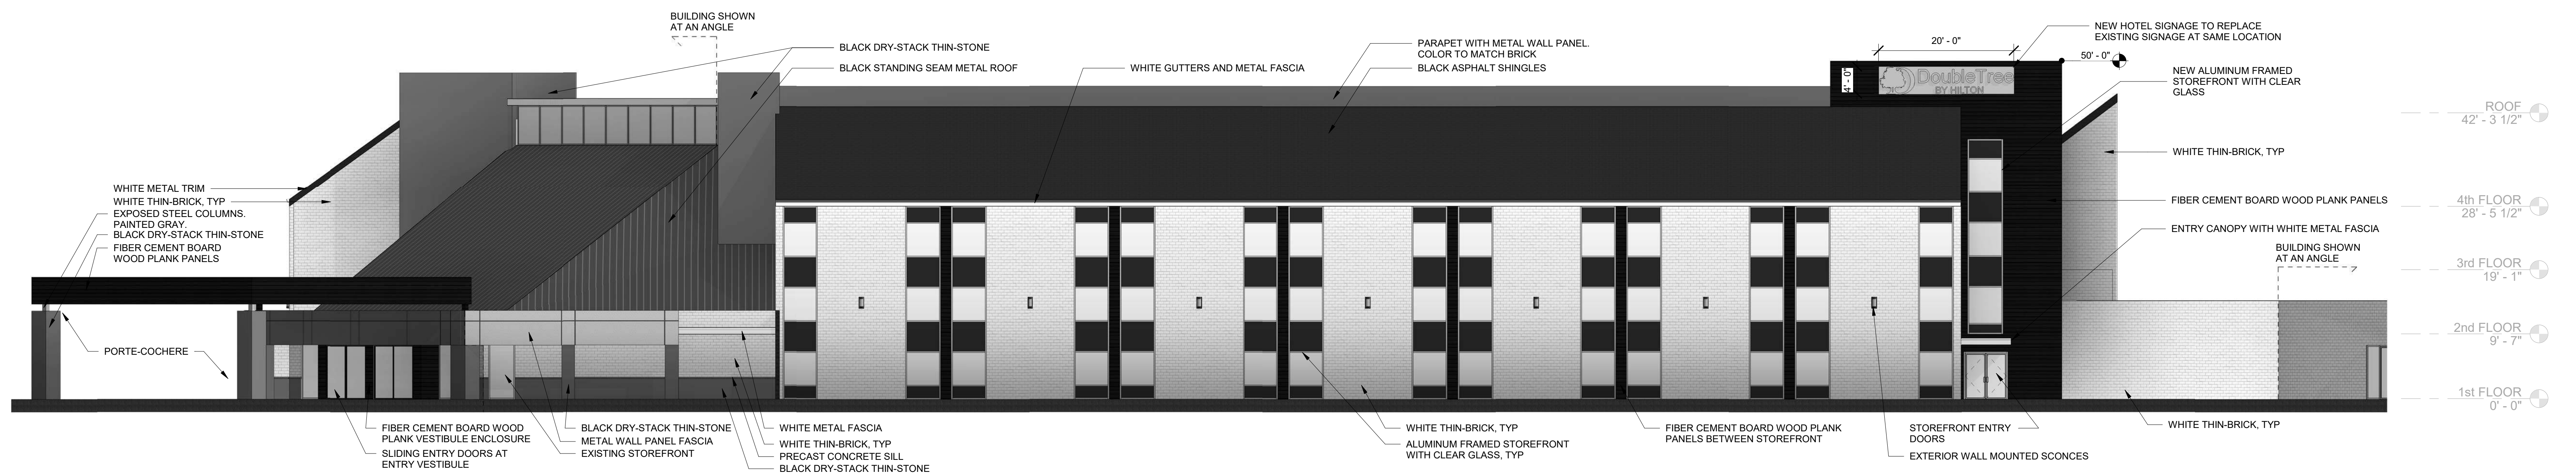 BUILDING SHOWN
AT AN ANGLE
BLACK DRY-STACK THIN-STONE
BLACK STANDING SEAM METAL ROOF
WHITE GUTTERS AND METAL FASCIA
PARAPET WITH METAL WALL PANEL.
COLOR TO MATCH BRICK
BLACK ASPHALT SHINGLES
20' - 0"
4' - 0"
DoubleTree
BY HILTON
50' - 0"
NEW HOTEL SIGNAGE TO REPLACE
EXISTING SIGNAGE AT SAME LOCATION
NEW ALUMINUM FRAMED
STOREFRONT WITH CLEAR
GLASS
WHITE THIN-BRICK, TYP
FIBER CEMENT BOARD WOOD PLANK PANELS
ENTRY CANOPY WITH WHITE METAL FASCIA
BUILDING SHOWN
AT AN ANGLE
ROOF
42' - 3 1/2"
4th FLOOR
28' - 5 1/2"
3rd FLOOR
19' - 1"
2nd FLOOR
9' - 7"
1st FLOOR
0' - 0"
WHITE METAL TRIM
WHITE THIN-BRICK, TYP
EXPOSED STEEL COLUMNS.
PAINTED GRAY.
BLACK DRY-STACK THIN-STONE
FIBER CEMENT BOARD
WOOD PLANK PANELS
PORTE-COCHERE
FIBER CEMENT BOARD WOOD
PLANK VESTIBULE ENCLOSURE
SLIDING ENTRY DOORS AT
ENTRY VESTIBULE
BLACK DRY-STACK THIN-STONE
METAL WALL PANEL FASCIA
EXISTING STOREFRONT
WHITE METAL FASCIA
WHITE THIN-BRICK, TYP
PRECAST CONCRETE SILL
BLACK DRY-STACK THIN-STONE
WHITE THIN-BRICK, TYP
ALUMINUM FRAMED STOREFRONT
WITH CLEAR GLASS, TYP
FIBER CEMENT BOARD WOOD PLANK
PANELS BETWEEN STOREFRONT
STOREFRONT ENTRY
DOORS
EXTERIOR WALL MOUNTED SCONCES
WHITE THIN-BRICK, TYP